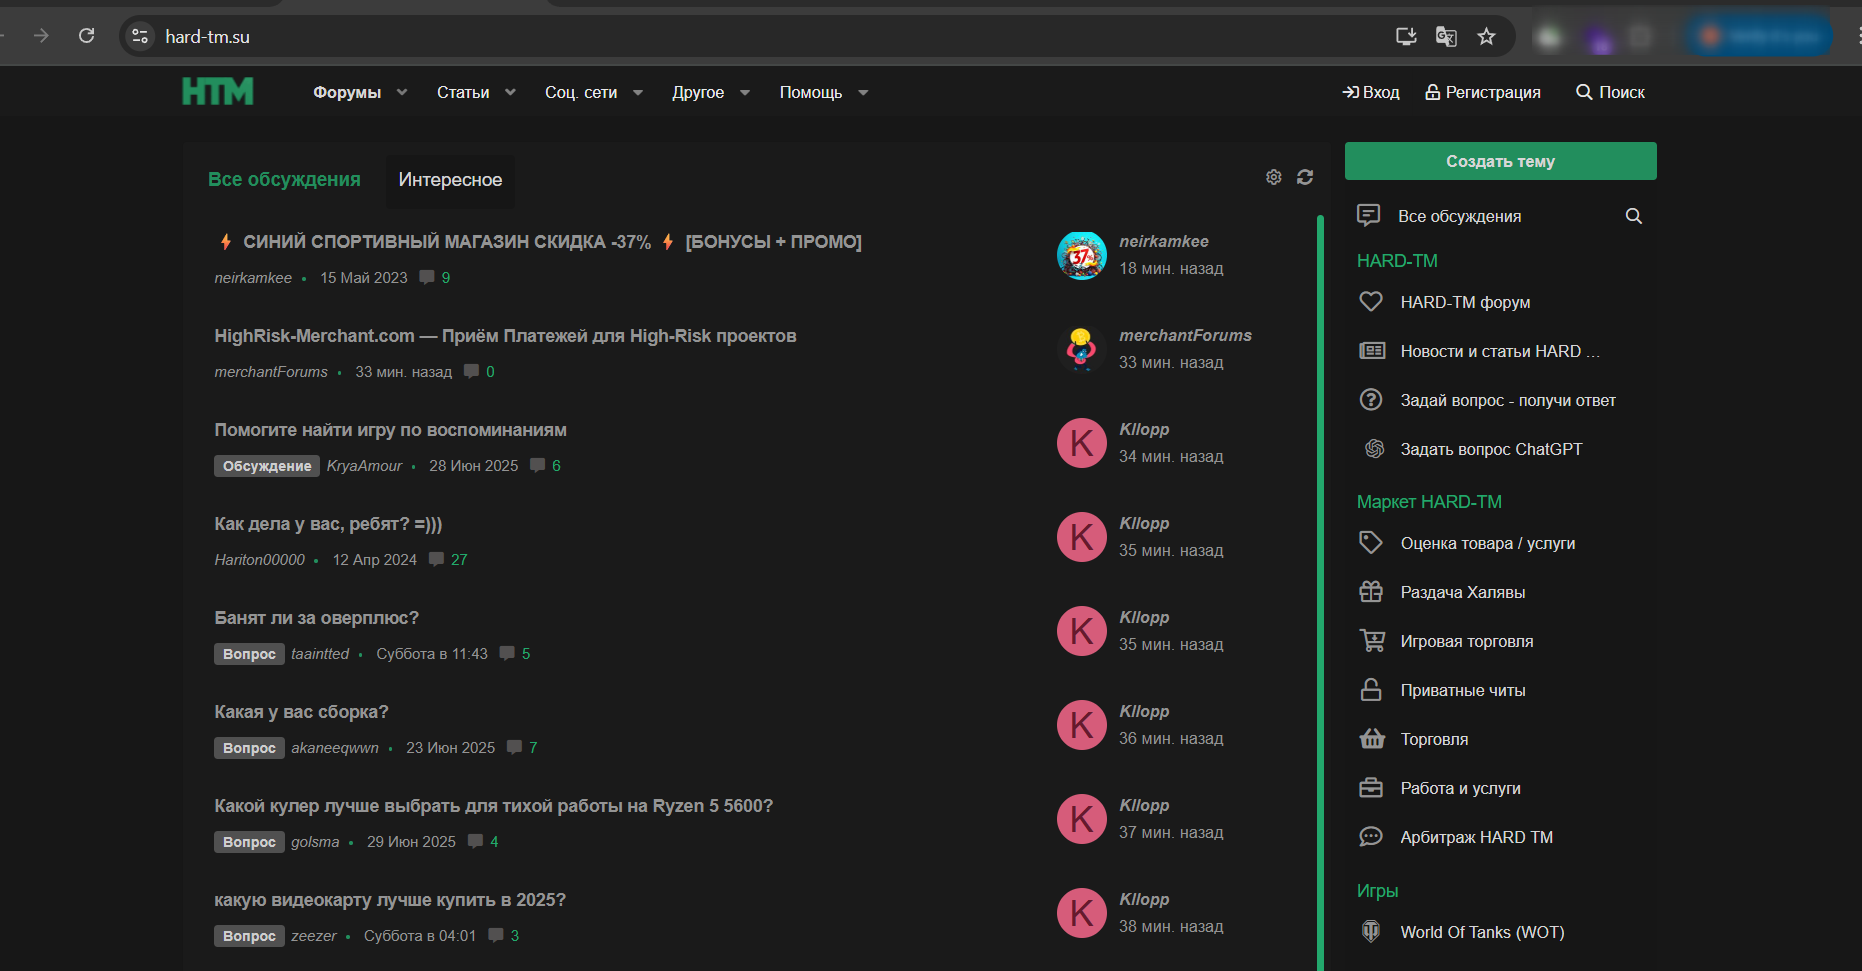 hard-tm.su
HTM
Форумы
Статьи
Соц. сети
Другое
Помощь
Вход
Регистрация
Поиск
Все обсуждения
Интересное
СИНИЙ СПОРТИВНЫЙ МАГАЗИН СКИДКА -37% ⚡ [БОНУСЫ + ПРОМО]
neirkamkee • 15 Май 2023 9
37%
neirkamkee
18 мин. назад
HighRisk-Merchant.com — Приём Платежей для High-Risk проектов
merchantForums • 33 мин. назад 0
merchantForums
33 мин. назад
Помогите найти игру по воспоминаниям
Обсуждение KryaAmour • 28 Июн 2025 6
K
Kllopp
34 мин. назад
Как дела у вас, ребят? =)))
Hariton00000 • 12 Апр 2024 27
K
Kllopp
35 мин. назад
Банят ли за оверплюс?
Вопрос taaintted • Суббота в 11:43 5
K
Kllopp
35 мин. назад
Какая у вас сборка?
Вопрос akaneeqwwn • 23 Июн 2025 7
K
Kllopp
36 мин. назад
Какой кулер лучше выбрать для тихой работы на Ryzen 5 5600?
Вопрос golsma • 29 Июн 2025 4
K
Kllopp
37 мин. назад
какую видеокарту лучше купить в 2025?
Вопрос zeezer • Суббота в 04:01 3
K
Kllopp
38 мин. назад
Создать тему
Все обсуждения
HARD-TM
HARD-TM форум
Новости и статьи HARD ...
Задай вопрос - получи ответ
Задать вопрос ChatGPT
Маркет HARD-TM
Оценка товара / услуги
Раздача Халявы
Игровая торговля
Приватные читы
Торговля
Работа и услуги
Арбитраж HARD TM
Игры
World Of Tanks (WOT)